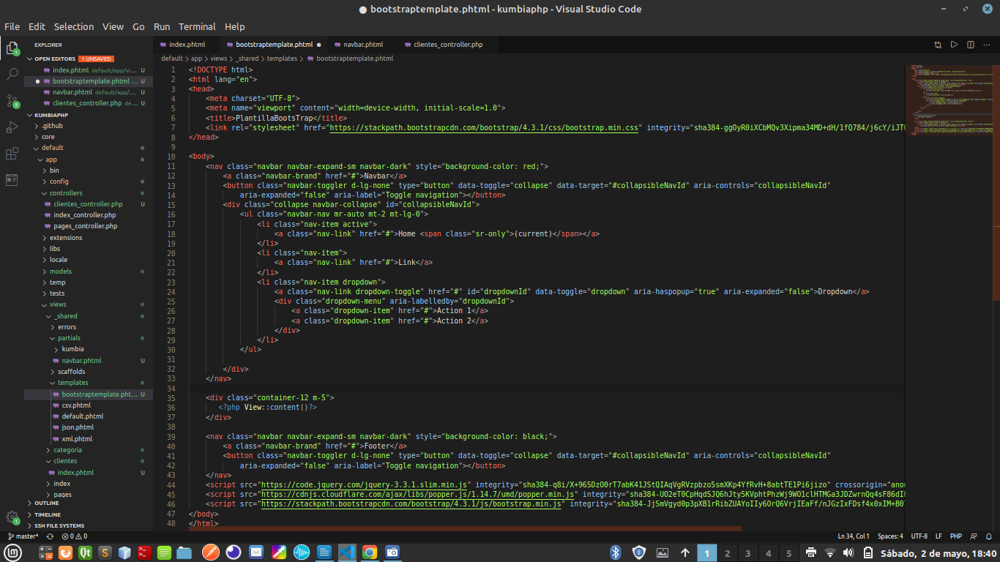 bootstraptemplate.phtml - kumbiaphp - Visual Studio Code
File Edit Selection View Go Run Terminal Help
EXPLORER
OPEN EDITORS 1 UNSAVED
index.phtml default/app/vi... U
bootstraptemplate.phtml ... U
navbar.phtml default/app/... U
clientes_controller.php de... U
KUMBIAPHP
.github
core
default
app
bin
config
controllers
clientes_controller.php U
index_controller.php
pages_controller.php
extensions
libs
locale
models
temp
tests
views
_shared
errors
partials
kumbia
navbar.phtml U
scaffolds
templates
bootstraptemplate.pht... U
csv.phtml
default.phtml
json.phtml
xml.phtml
categoria
clientes
index.phtml U
index
pages
OUTLINE
TIMELINE
SSH FILE SYSTEMS
index.phtml bootstraptemplate.phtml navbar.phtml clientes_controller.php
default > app > views > _shared > templates > bootstraptemplate.phtml
1 <!DOCTYPE html>
2 <html lang="en">
3 <head>
4 <meta charset="UTF-8">
5 <meta name="viewport" content="width=device-width, initial-scale=1.0">
6 <title>PlantillaBootsTrap</title>
7 <link rel="stylesheet" href="https://stackpath.bootstrapcdn.com/bootstrap/4.3.1/css/bootstrap.min.css" integrity="sha384-ggOyR0iXCbMQv3Xipma34MD+dH/1fQ784/j6cY/iJTQ
8 </head>
9
10 <body>
11 <nav class="navbar navbar-expand-sm navbar-dark" style="background-color: red;">
12 <a class="navbar-brand" href="#">Navbar</a>
13 <button class="navbar-toggler d-lg-none" type="button" data-toggle="collapse" data-target="#collapsibleNavId" aria-controls="collapsibleNavId"
14 aria-expanded="false" aria-label="Toggle navigation"></button>
15 <div class="collapse navbar-collapse" id="collapsibleNavId">
16 <ul class="navbar-nav mr-auto mt-2 mt-lg-0">
17 <li class="nav-item active">
18 <a class="nav-link" href="#">Home <span class="sr-only">(current)</span></a>
19 </li>
20 <li class="nav-item">
21 <a class="nav-link" href="#">Link</a>
22 </li>
23 <li class="nav-item dropdown">
24 <a class="nav-link dropdown-toggle" href="#" id="dropdownId" data-toggle="dropdown" aria-haspopup="true" aria-expanded="false">Dropdown</a>
25 <div class="dropdown-menu" aria-labelledby="dropdownId">
26 <a class="dropdown-item" href="#">Action 1</a>
27 <a class="dropdown-item" href="#">Action 2</a>
28 </div>
29 </li>
30 </ul>
31
32 </div>
33 </nav>
34
35 <div class="container-12 m-5">
36 <?php View::content()?>
37 </div>
38
39 <nav class="navbar navbar-expand-sm navbar-dark" style="background-color: black;">
40 <a class="navbar-brand" href="#">Footer</a>
41 <button class="navbar-toggler d-lg-none" type="button" data-toggle="collapse" data-target="#collapsibleNavId" aria-controls="collapsibleNavId"
42 aria-expanded="false" aria-label="Toggle navigation"></button>
43 </nav>
44 <script src="https://code.jquery.com/jquery-3.3.1.slim.min.js" integrity="sha384-q8i/X+965DzO0rT7abK41JStQIAqVgRVzpbzo5smXKp4YfRvH+8abtTE1Pi6jizo" crossorigin="anon
45 <script src="https://cdnjs.cloudflare.com/ajax/libs/popper.js/1.14.7/umd/popper.min.js" integrity="sha384-UO2eT0CpHqdSJQ6hJty5KVphtPhzWj9WO1clHTMGa3JDZwrnQq4sF86dIH
46 <script src="https://stackpath.bootstrapcdn.com/bootstrap/4.3.1/js/bootstrap.min.js" integrity="sha384-JjSmVgyd0p3pXB1rRibZUAYoIIy6OrQ6VrjIEaFf/nJGzIxFDsf4x0xIM+B07
47 </body>
48 </html>
master* 0 0 Ln 34, Col 1 Spaces: 4 UTF-8 LF PHP
1 2 3 4 5 Sábado, 2 de mayo, 18:40